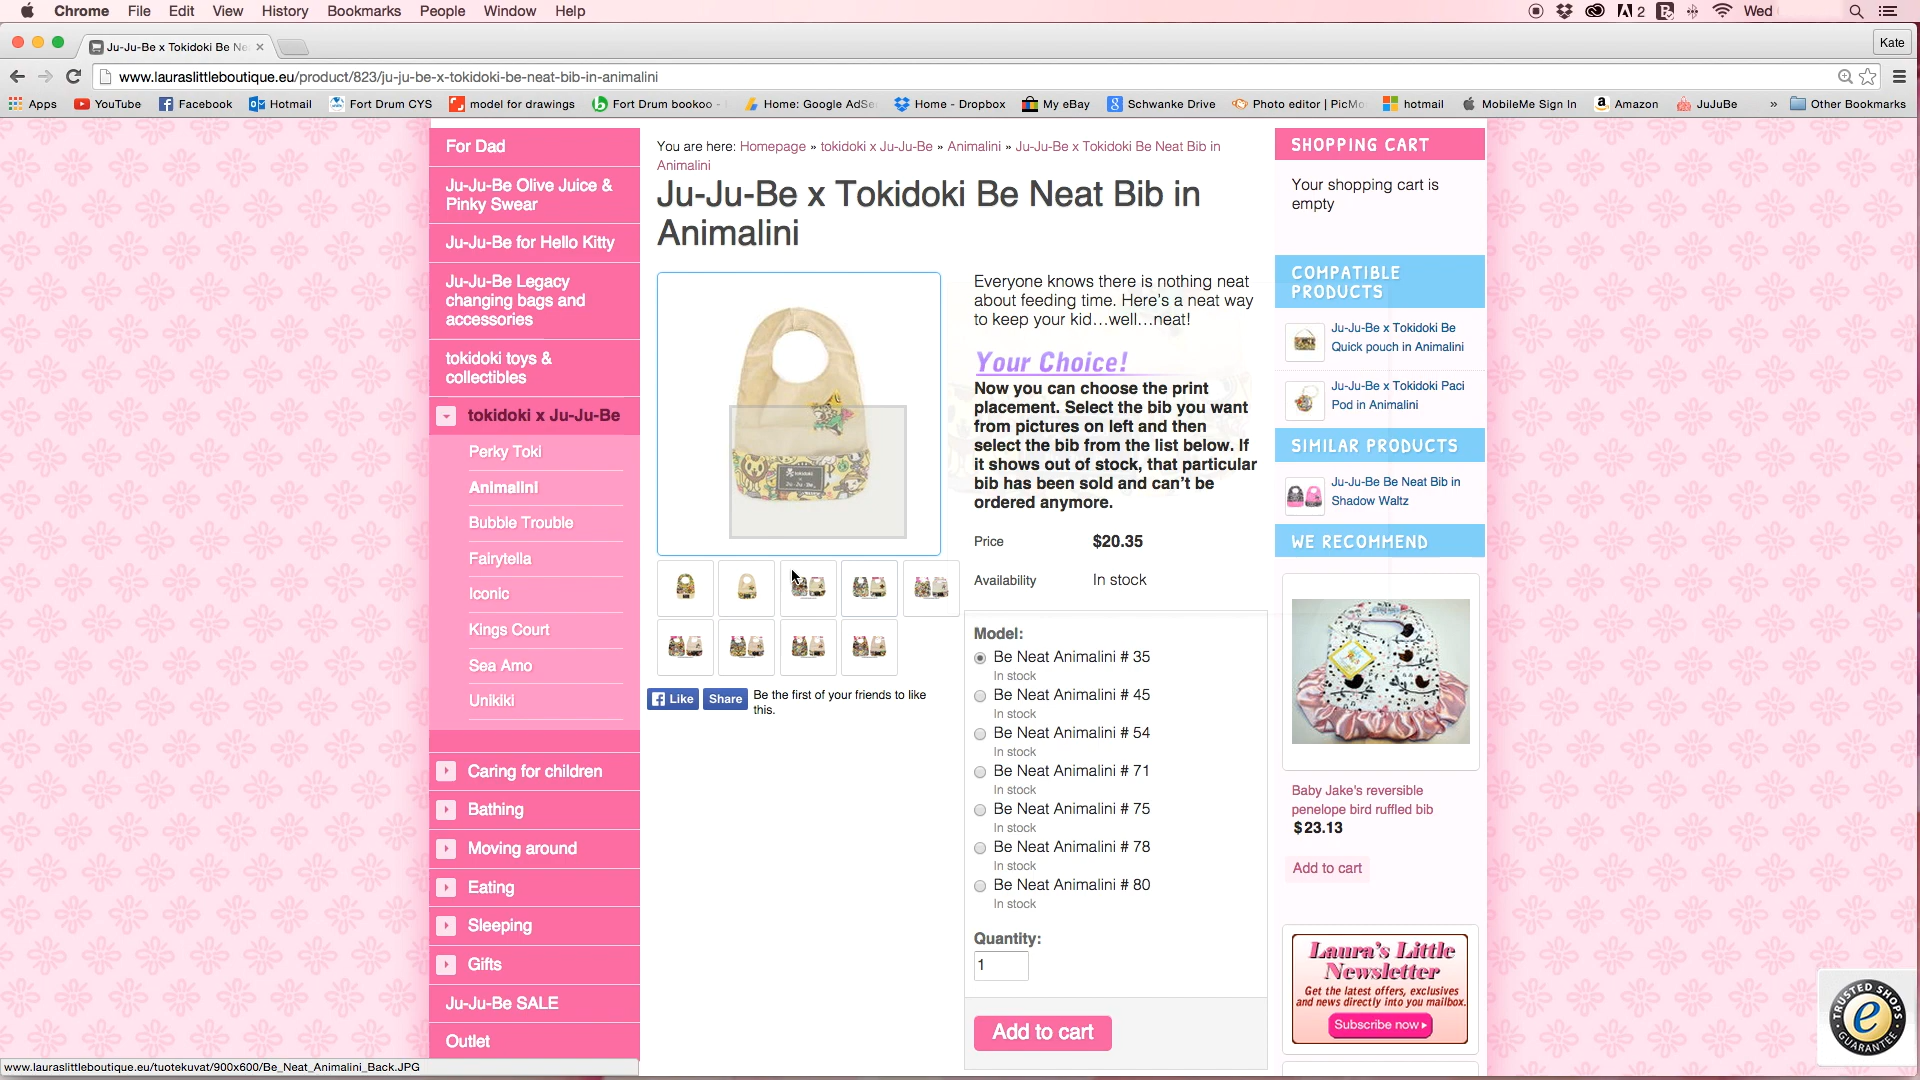 Chrome File Edit View History Bookmarks People Window Help 2 Wed
Ju-Ju-Be x Tokidoki Be Ne
Kate
www.lauraslittleboutique.eu/product/823/ju-ju-be-x-tokidoki-be-neat-bib-in-animalini
Apps YouTube Facebook Hotmail Fort Drum CYS model for drawings Fort Drum bookoo - Home: Google AdSe Home - Dropbox My eBay Schwanke Drive Photo editor | PicMo hotmail MobileMe Sign In Amazon JuJuBe » Other Bookmarks
For Dad
Ju-Ju-Be Olive Juice &
Pinky Swear
Ju-Ju-Be for Hello Kitty
Ju-Ju-Be Legacy
changing bags and
accessories
tokidoki toys &
collectibles
tokidoki x Ju-Ju-Be
Perky Toki
Animalini
Bubble Trouble
Fairytella
Iconic
Kings Court
Sea Amo
Unikiki
Caring for children
Bathing
Moving around
Eating
Sleeping
Gifts
Ju-Ju-Be SALE
Outlet
You are here: Homepage » tokidoki x Ju-Ju-Be » Animalini » Ju-Ju-Be x Tokidoki Be Neat Bib in
Animalini
Ju-Ju-Be x Tokidoki Be Neat Bib in
Animalini
Everyone knows there is nothing neat
about feeding time. Here's a neat way
to keep your kid…well…neat!
Your Choice!
Now you can choose the print
placement. Select the bib you want
from pictures on left and then
select the bib from the list below. If
it shows out of stock, that particular
bib has been sold and can't be
ordered anymore.
Price $20.35
Availability In stock
Like Share Be the first of your friends to like
this.
Model:
Be Neat Animalini # 35
In stock
Be Neat Animalini # 45
In stock
Be Neat Animalini # 54
In stock
Be Neat Animalini # 71
In stock
Be Neat Animalini # 75
In stock
Be Neat Animalini # 78
In stock
Be Neat Animalini # 80
In stock
Quantity:
1
Add to cart
SHOPPING CART
Your shopping cart is
empty
COMPATIBLE
PRODUCTS
Ju-Ju-Be x Tokidoki Be
Quick pouch in Animalini
Ju-Ju-Be x Tokidoki Paci
Pod in Animalini
SIMILAR PRODUCTS
Ju-Ju-Be Be Neat Bib in
Shadow Waltz
WE RECOMMEND
Baby Jake's reversible
penelope bird ruffled bib
$23.13
Add to cart
Laura's Little
Newsletter
Get the latest offers, exclusives
and news directly into you mailbox.
Subscribe now
TRUSTED SHOPS
e
GUARANTEE
www.lauraslittleboutique.eu/tuotekuvat/900x600/Be_Neat_Animalini_Back.JPG